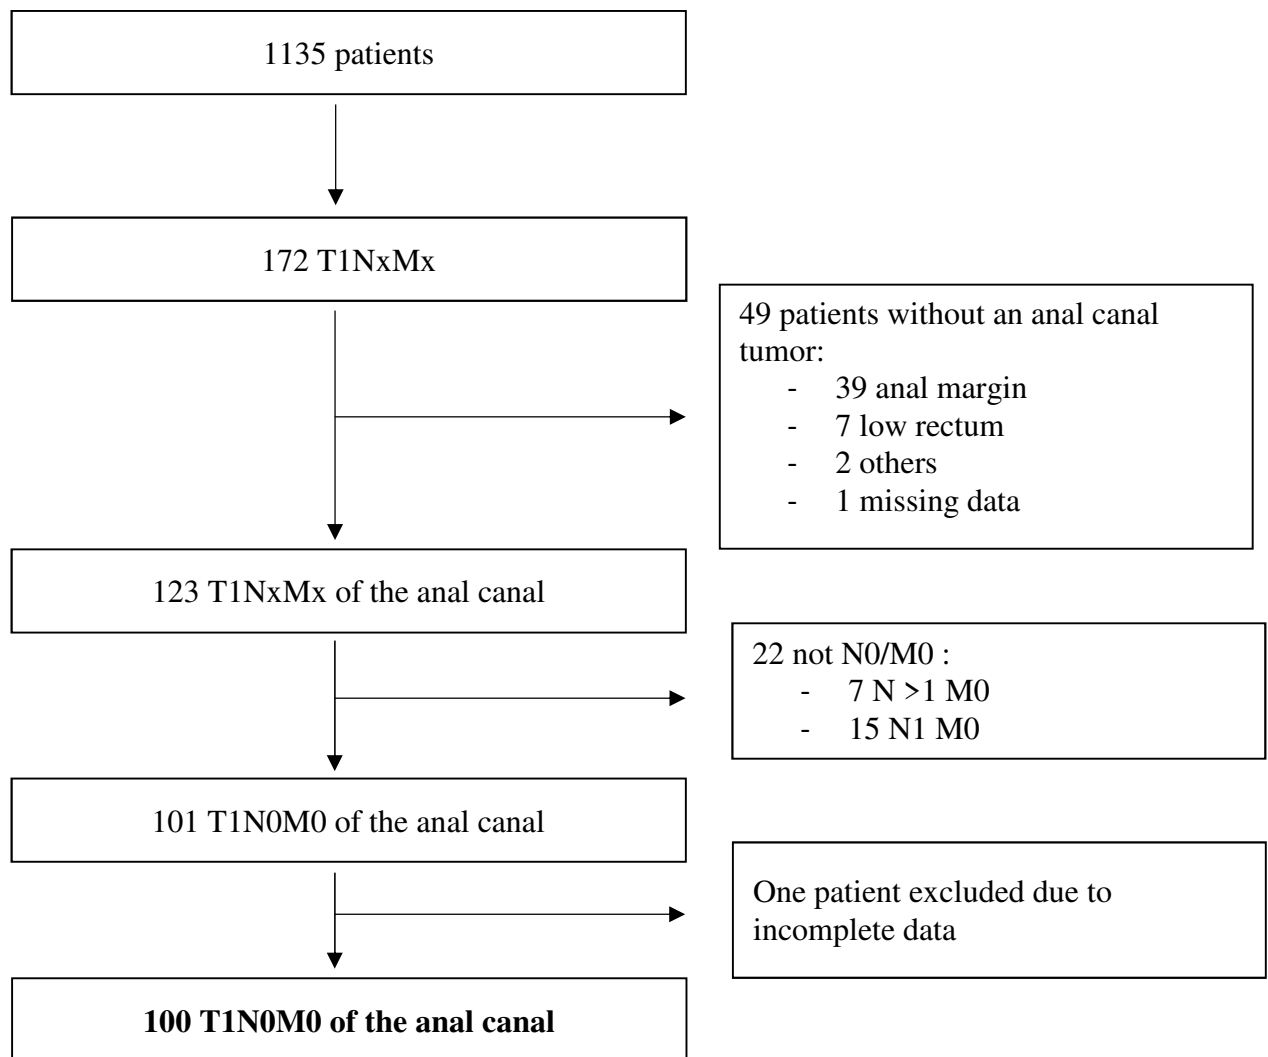 1135 patients
172 T1NxMx
49 patients without an anal canal
tumor:
- 39 anal margin
- 7 low rectum
- 2 others
- 1 missing data
123 T1NxMx of the anal canal
22 not N0/M0 :
- 7 N >1 M0
- 15 N1 M0
101 T1N0M0 of the anal canal
One patient excluded due to
incomplete data
100 T1N0M0 of the anal canal